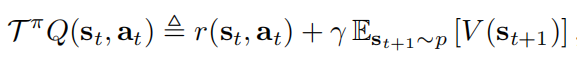 𝒯^π Q(𝐬_t, 𝐚_t) ≜ r(𝐬_t, 𝐚_t) + γ 𝔼_{𝐬_{t+1}∼p} [V(𝐬_{t+1})].